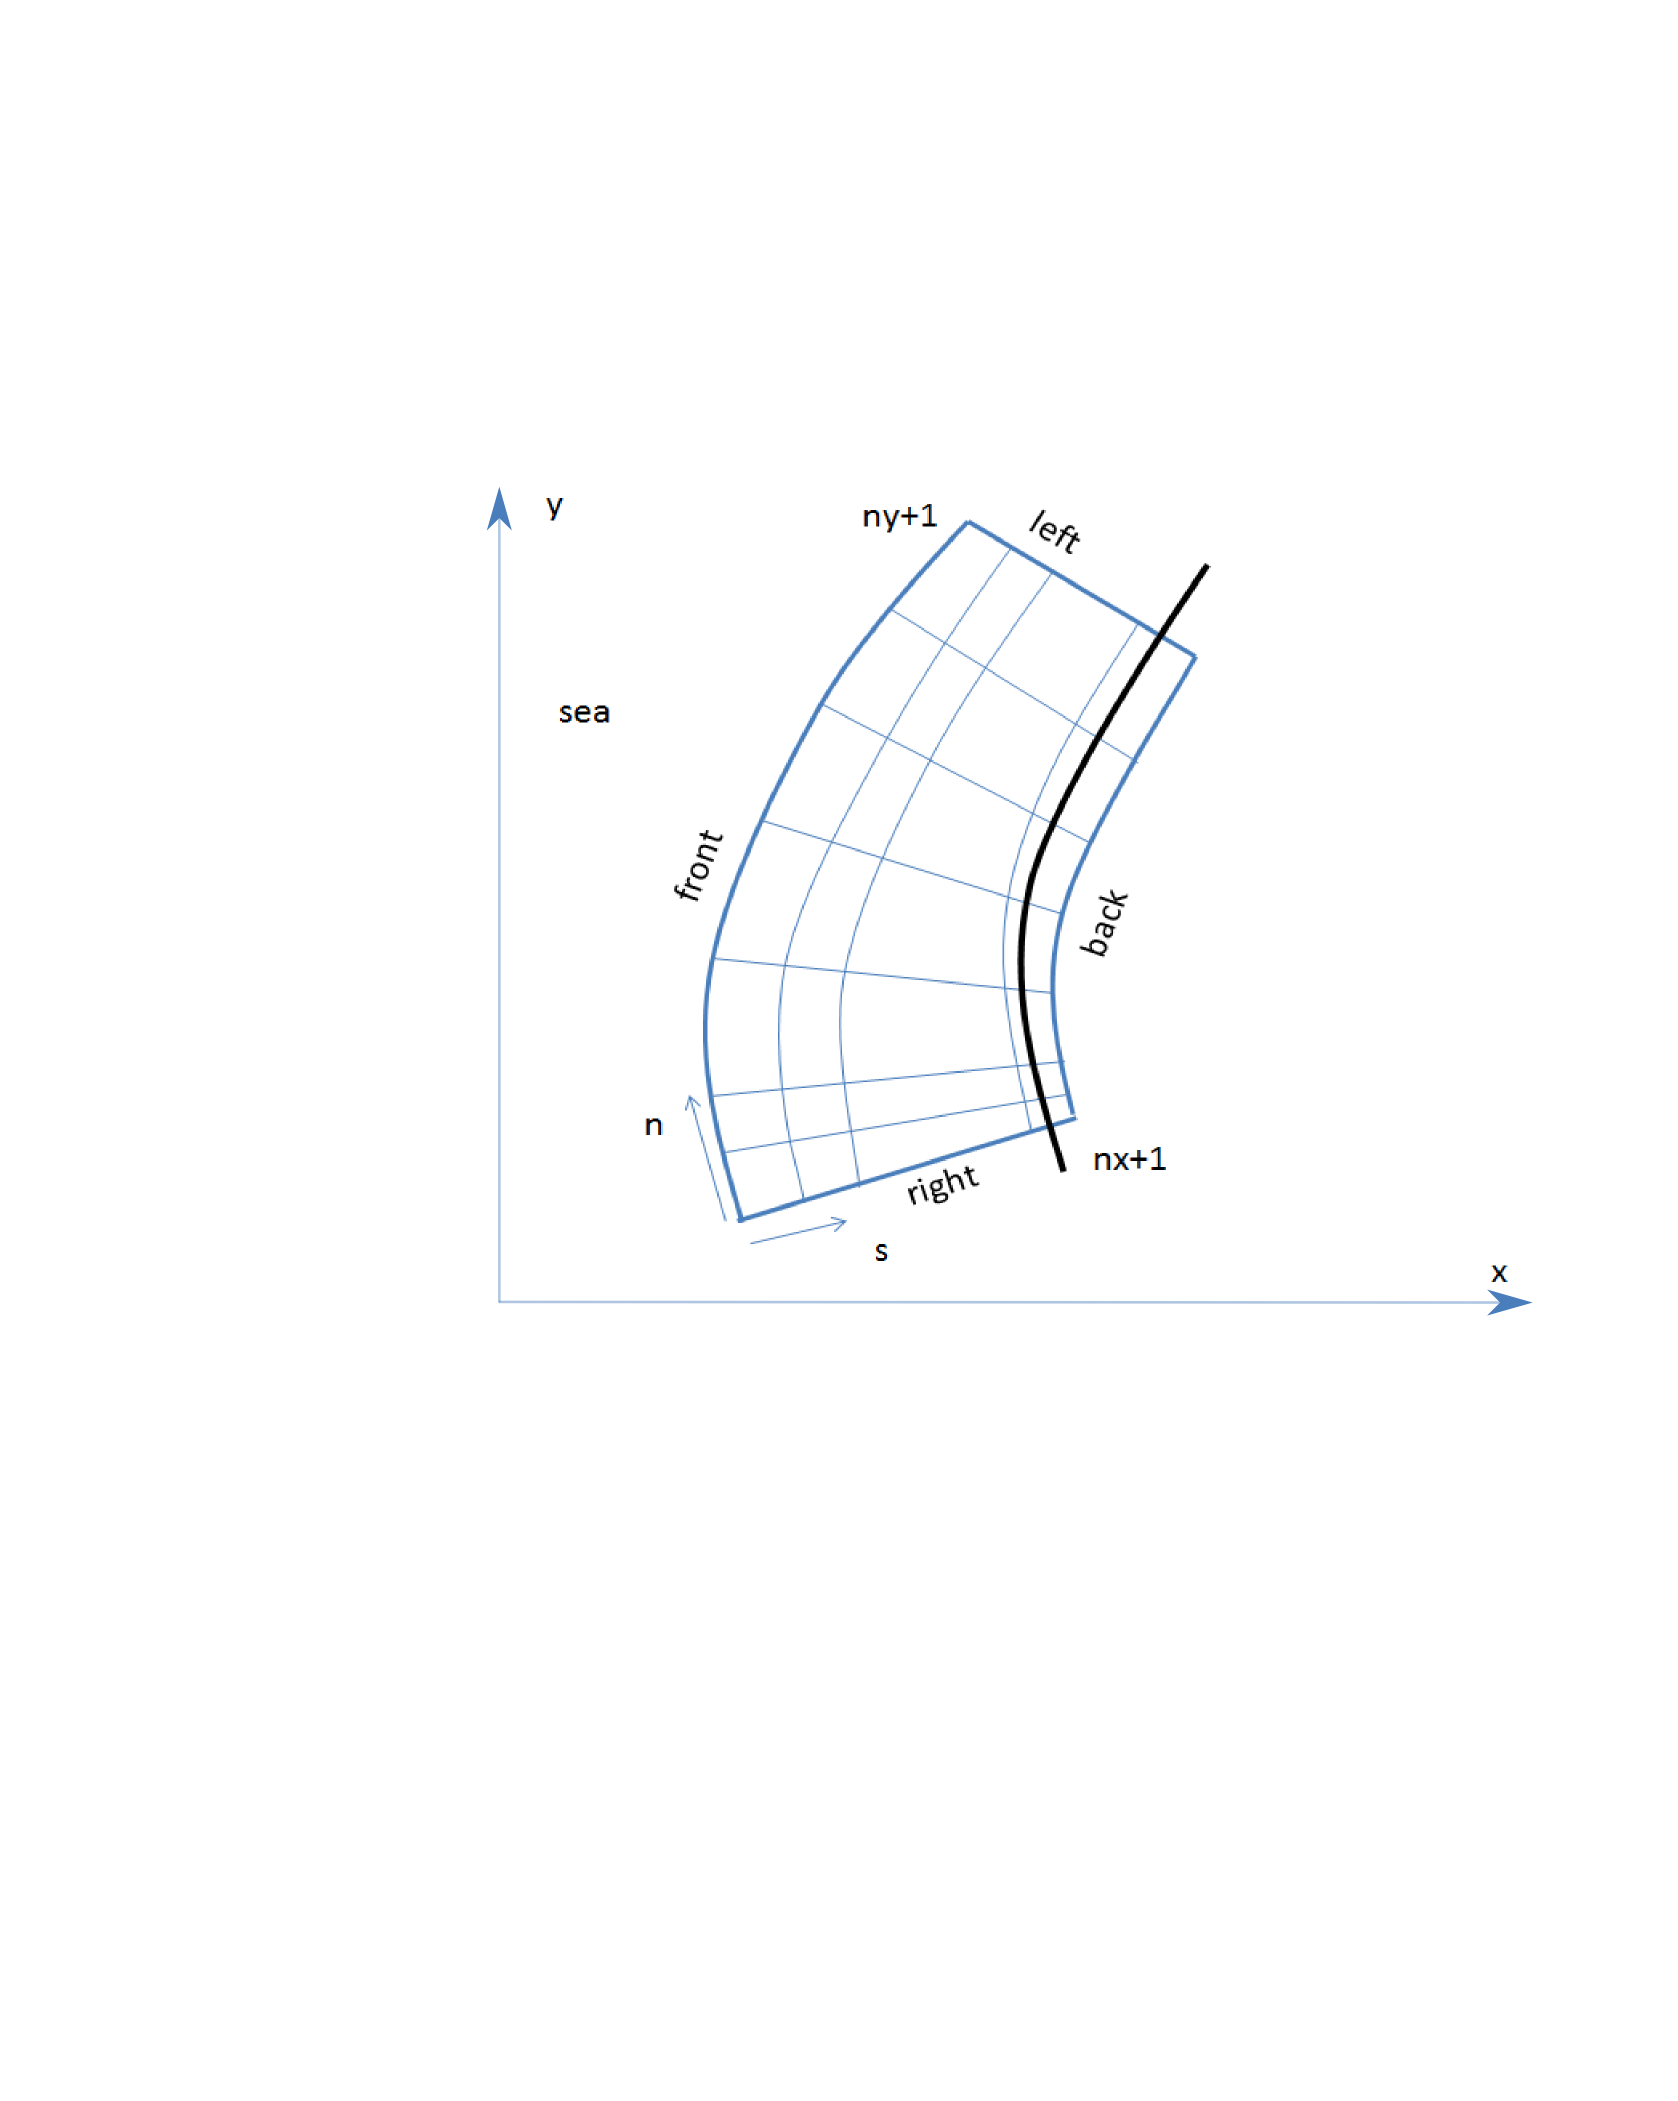 y
ny+1
left
sea
front
back
n
nx+1
right
s
x